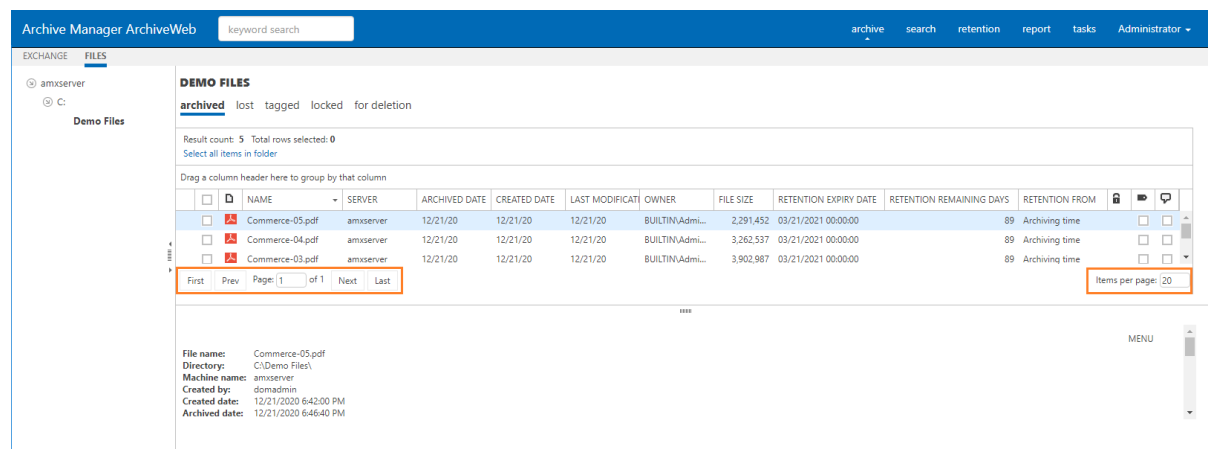 Archive Manager ArchiveWeb keyword search archive search retention report tasks Administrator
EXCHANGE FILES
amxserver
C:
Demo Files
DEMO FILES
archived lost tagged locked for deletion
Result count: 5 Total rows selected: 0
Select all items in folder
Drag a column header here to group by that column
NAME SERVER ARCHIVED DATE CREATED DATE LAST MODIFICATI OWNER FILE SIZE RETENTION EXPIRY DATE RETENTION REMAINING DAYS RETENTION FROM
Commerce-05.pdf amxserver 12/21/20 12/21/20 12/21/20 BUILTIN\Admi... 2,291,452 03/21/2021 00:00:00 89 Archiving time
Commerce-04.pdf amxserver 12/21/20 12/21/20 12/21/20 BUILTIN\Admi... 3,262,537 03/21/2021 00:00:00 89 Archiving time
Commerce-03.pdf amxserver 12/21/20 12/21/20 12/21/20 BUILTIN\Admi... 3,902,987 03/21/2021 00:00:00 89 Archiving time
First Prev Page: 1 of 1 Next Last Items per page: 20
MENU
File name: Commerce-05.pdf
Directory: C:\Demo Files\
Machine name: amxserver
Created by: domadmin
Created date: 12/21/2020 6:42:00 PM
Archived date: 12/21/2020 6:46:40 PM